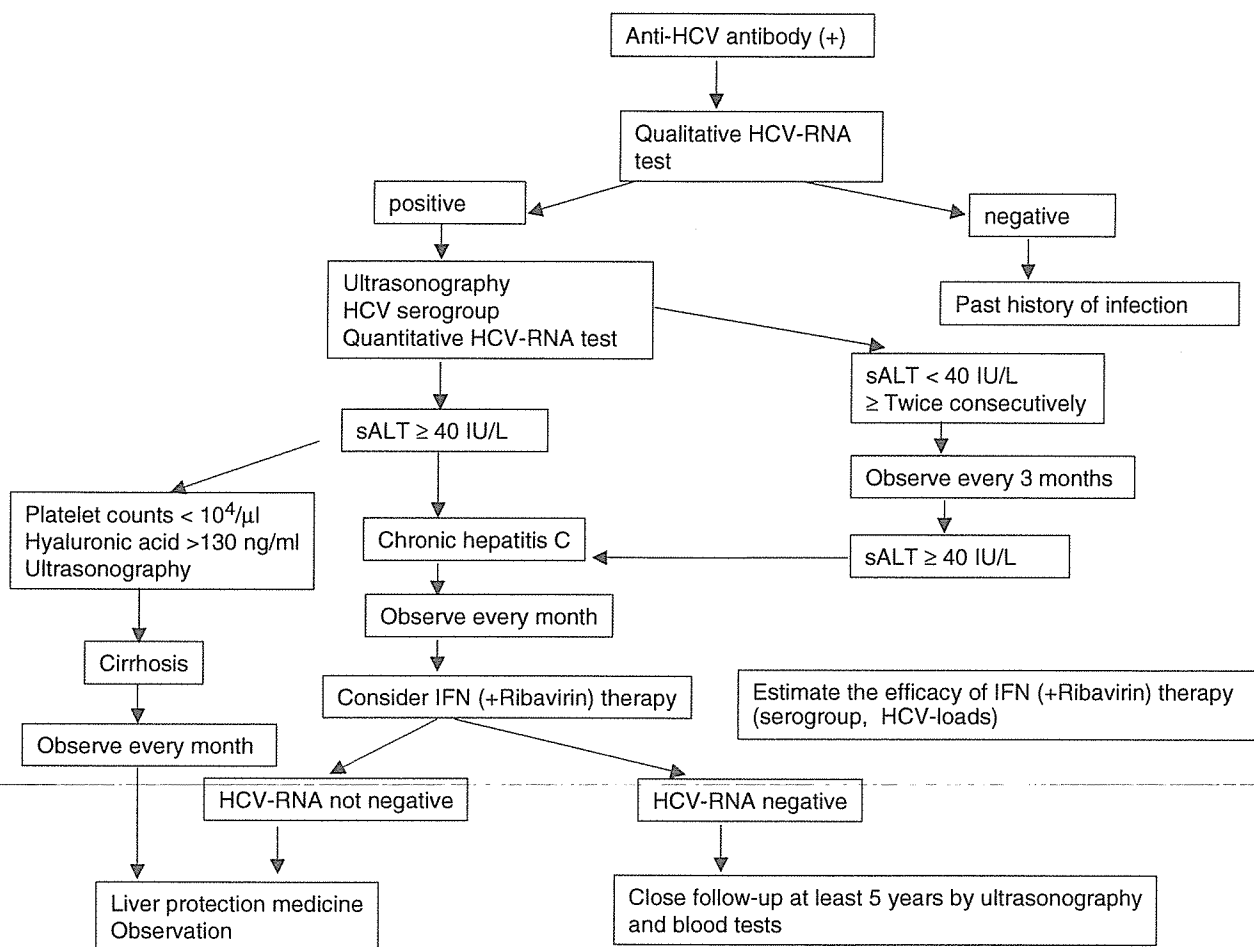 Anti-HCV antibody (+)
Qualitative HCV-RNA
test
positive
negative
Ultrasonography
HCV serogroup
Quantitative HCV-RNA test
Past history of infection
sALT < 40 IU/L
≥ Twice consecutively
sALT ≥ 40 IU/L
Observe every 3 months
Platelet counts < 10⁴/µl
Hyaluronic acid >130 ng/ml
Ultrasonography
Chronic hepatitis C
sALT ≥ 40 IU/L
Observe every month
Cirrhosis
Consider IFN (+Ribavirin) therapy
Estimate the efficacy of IFN (+Ribavirin) therapy
(serogroup, HCV-loads)
Observe every month
HCV-RNA not negative
HCV-RNA negative
Liver protection medicine
Observation
Close follow-up at least 5 years by ultrasonography
and blood tests